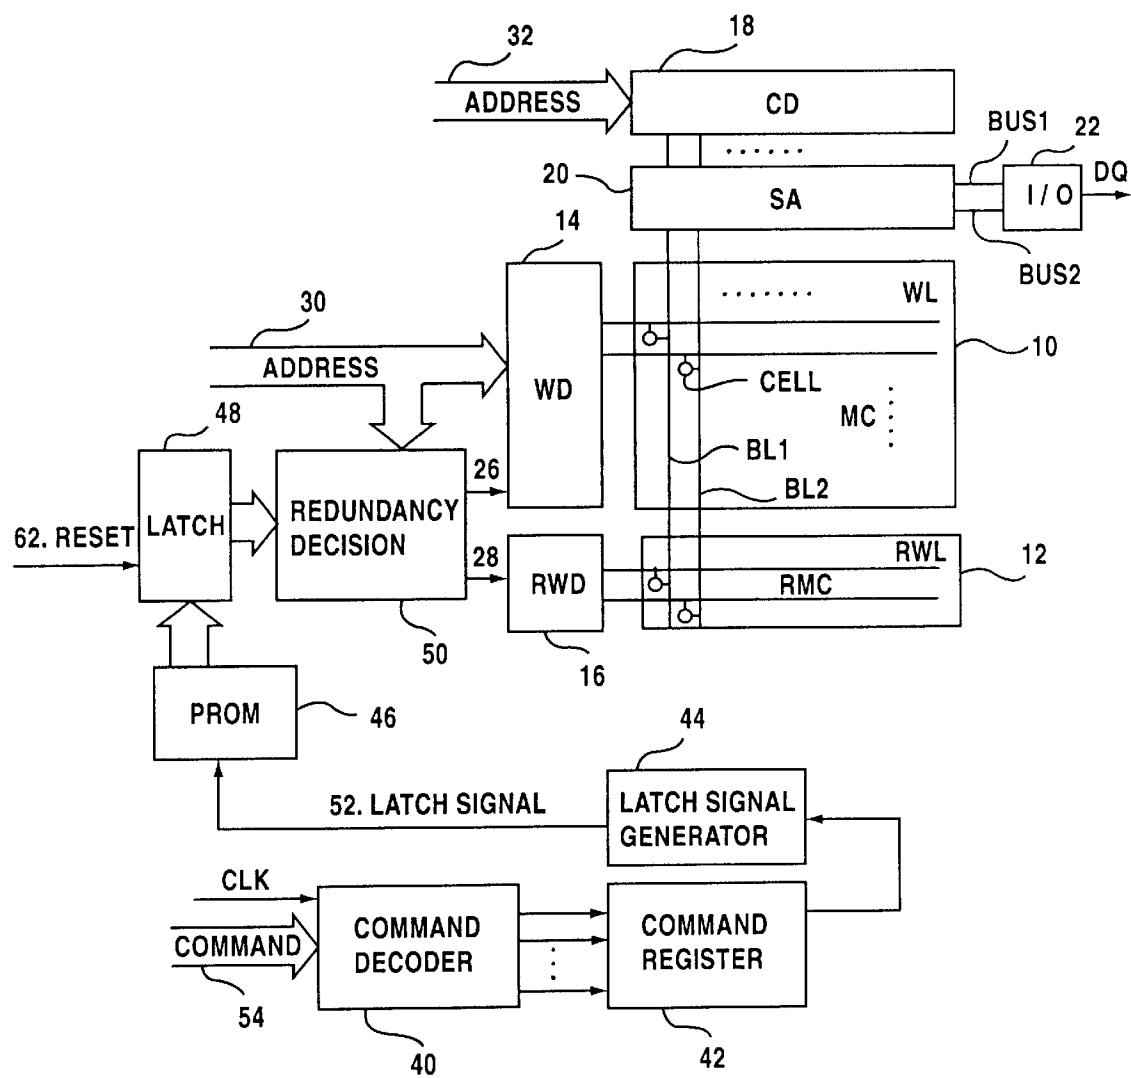 18
32
ADDRESS
CD
BUS1
22
20
SA
I/O
DQ
BUS2
14
WL
30
ADDRESS
WD
CELL
10
MC
48
BL1
26
BL2
LATCH
REDUNDANCY
DECISION
62. RESET
28
RWD
RWL
12
RMC
50
16
PROM
46
44
52. LATCH SIGNAL
LATCH SIGNAL
GENERATOR
CLK
COMMAND
COMMAND
DECODER
COMMAND
REGISTER
54
40
42